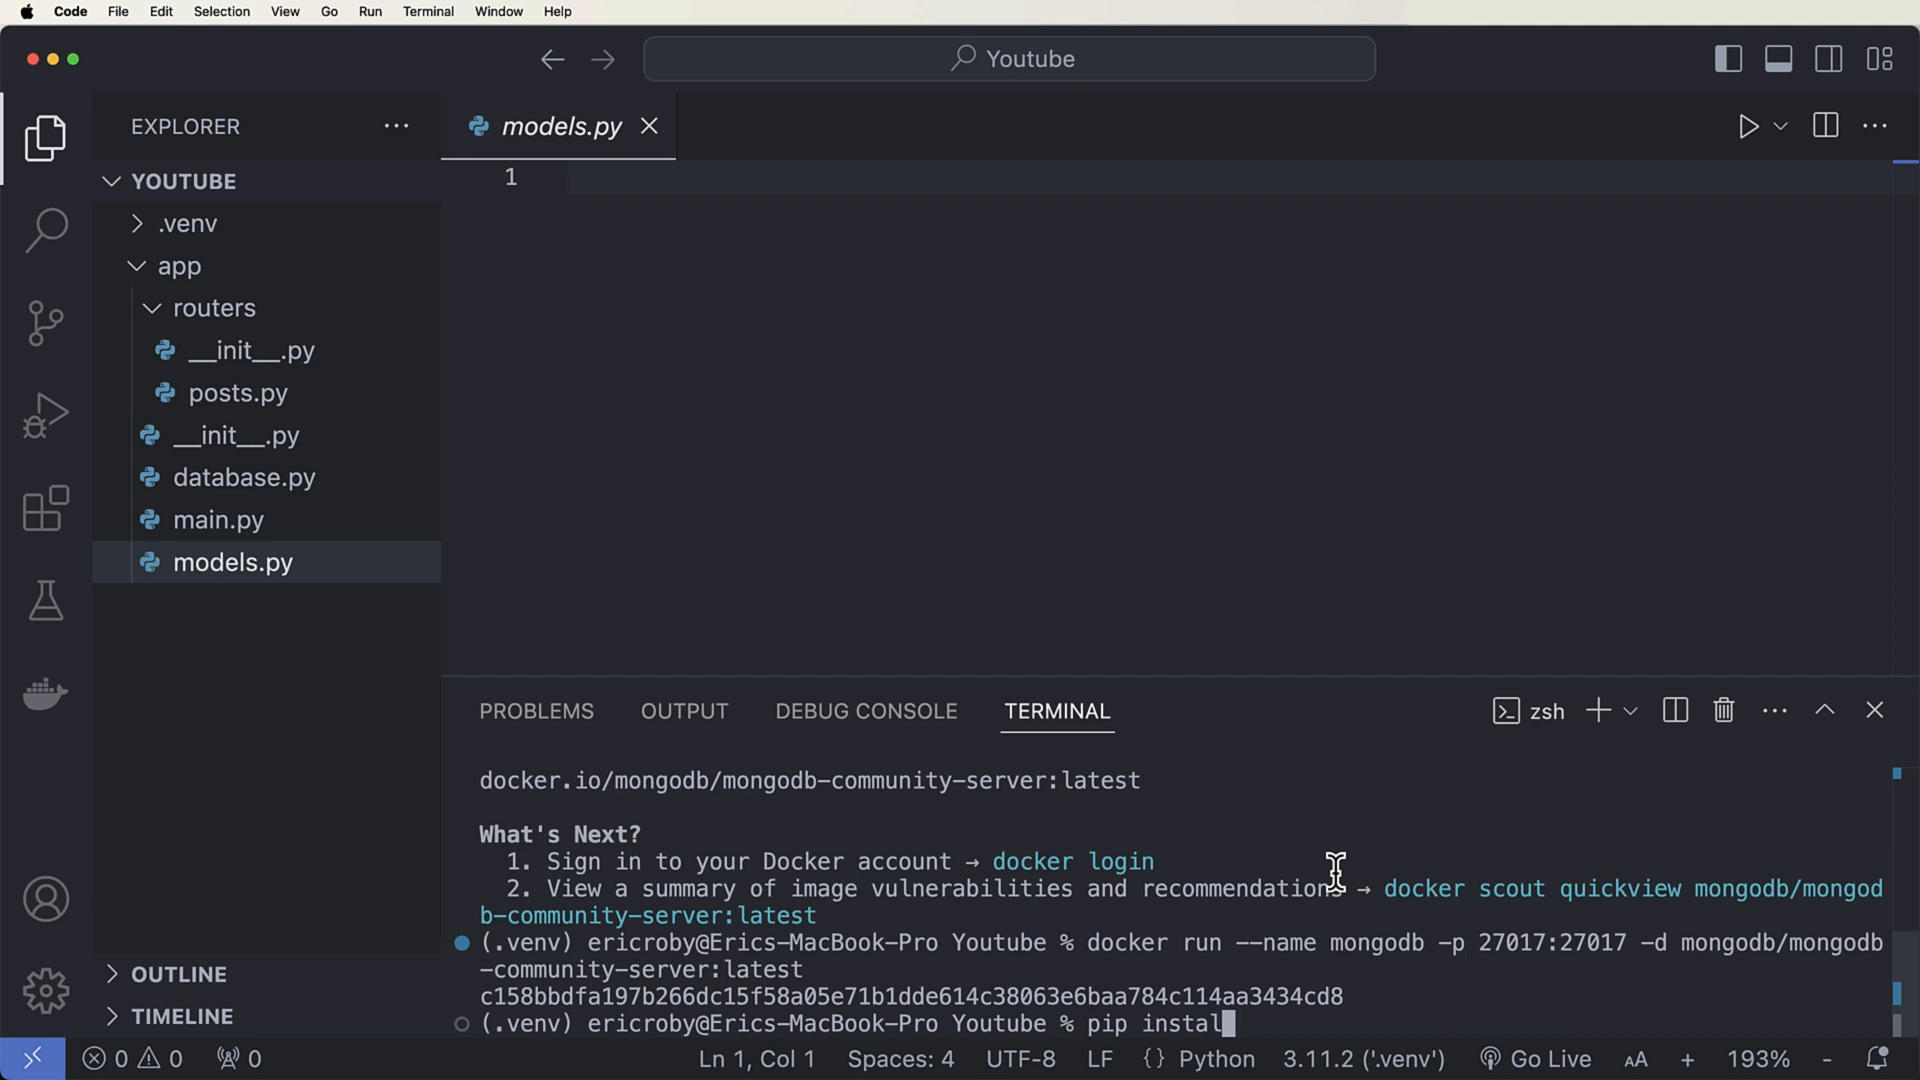 Code File Edit Selection View Go Run Terminal Window Help
Youtube
EXPLORER
models.py
YOUTUBE
1
.venv
app
routers
__init__.py
posts.py
__init__.py
database.py
main.py
models.py
PROBLEMS OUTPUT DEBUG CONSOLE TERMINAL zsh
docker.io/mongodb/mongodb-community-server:latest
What's Next?
1. Sign in to your Docker account → docker login
2. View a summary of image vulnerabilities and recommendations → docker scout quickview mongodb/mongod
b-community-server:latest
(.venv) ericroby@Erics-MacBook-Pro Youtube % docker run --name mongodb -p 27017:27017 -d mongodb/mongodb
-community-server:latest
c158bbdfa197b266dc15f58a05e71b1dde614c38063e6baa784c114aa3434cd8
(.venv) ericroby@Erics-MacBook-Pro Youtube % pip instal
OUTLINE
TIMELINE
0 0 0 Ln 1, Col 1 Spaces: 4 UTF-8 LF {} Python 3.11.2 ('.venv') Go Live AA + 193% -